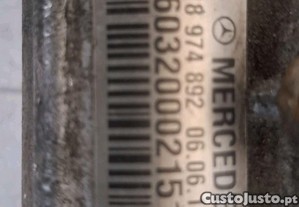 MERCED
8 974 892 06.06.1
6032000215
CustoJusto.pt